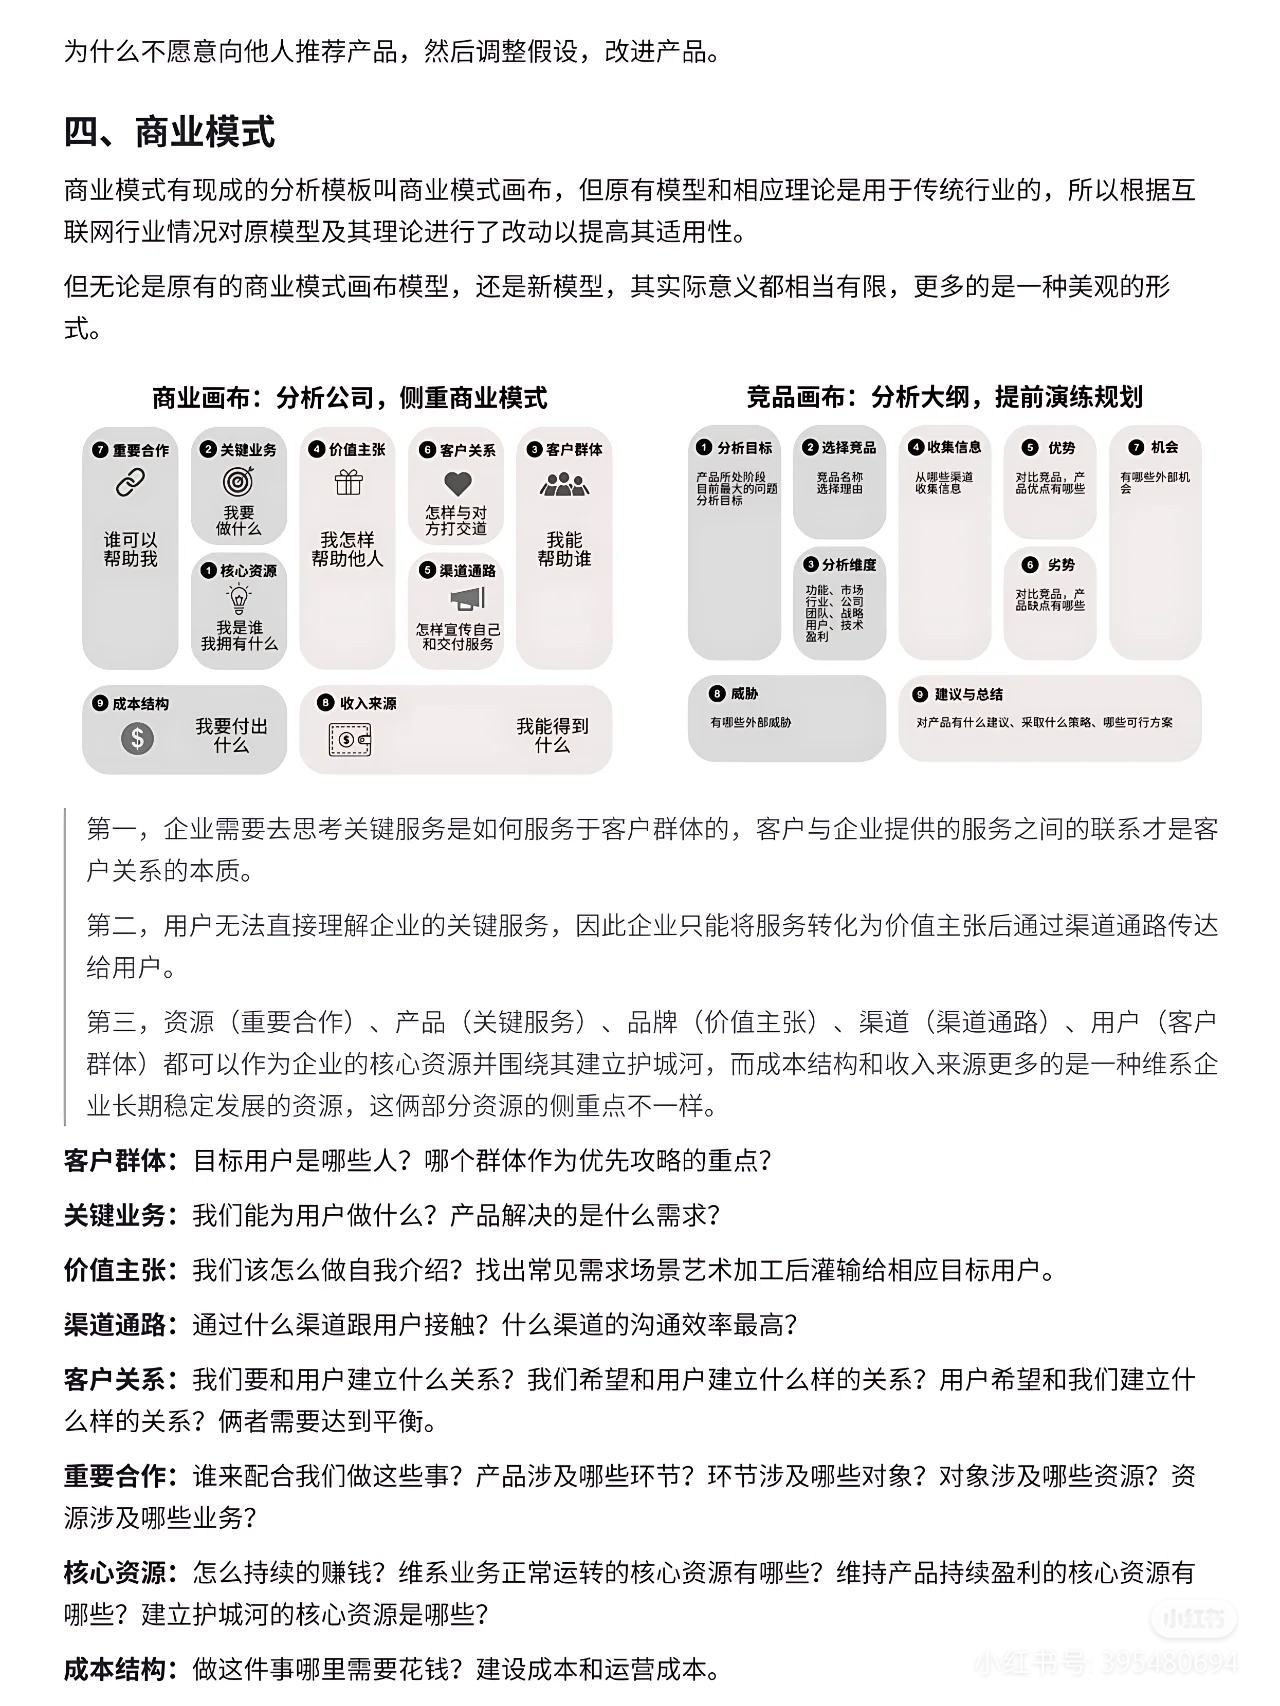 为什么不愿意向他人推荐产品，然后调整假设，改进产品。
四、商业模式
商业模式有现成的分析模板叫商业模式画布，但原有模型和相应理论是用于传统行业的，所以根据互
联网行业情况对原模型及其理论进行了改动以提高其适用性。
但无论是原有的商业模式画布模型，还是新模型，其实际意义都相当有限，更多的是一种美观的形
式。
商业画布：分析公司，侧重商业模式
7 重要合作
谁可以
帮助我
2 关键业务
我要
做什么
1 核心资源
我是谁
我拥有什么
4 价值主张
我怎样
帮助他人
6 客户关系
怎样与对
方打交道
5 渠道通路
怎样宣传自己
和交付服务
3 客户群体
我能
帮助谁
9 成本结构
$
我要付出
什么
8 收入来源
$
我能得到
什么
竞品画布：分析大纲，提前演练规划
1 分析目标
产品所处阶段
目前最大的问题
分析目标
2 选择竞品
竞品名称
选择理由
3 分析维度
功能、市场
行业、公司
团队、战略
用户、技术
盈利
4 收集信息
从哪些渠道
收集信息
5 优势
对比竞品，产
品优点有哪些
6 劣势
对比竞品，产
品缺点有哪些
7 机会
有哪些外部机
会
8 威胁
有哪些外部威胁
9 建议与总结
对产品有什么建议、采取什么策略、哪些可行方案
第一，企业需要去思考关键服务是如何服务于客户群体的，客户与企业提供的服务之间的联系才是客
户关系的本质。
第二，用户无法直接理解企业的关键服务，因此企业只能将服务转化为价值主张后通过渠道通路传达
给用户。
第三，资源（重要合作）、产品（关键服务）、品牌（价值主张）、渠道（渠道通路）、用户（客户
群体）都可以作为企业的核心资源并围绕其建立护城河，而成本结构和收入来源更多的是一种维系企
业长期稳定发展的资源，这俩部分资源的侧重点不一样。
客户群体：目标用户是哪些人？哪个群体作为优先攻略的重点？
关键业务：我们能为用户做什么？产品解决的是什么需求？
价值主张：我们该怎么做自我介绍？找出常见需求场景艺术加工后灌输给相应目标用户。
渠道通路：通过什么渠道跟用户接触？什么渠道的沟通效率最高？
客户关系：我们要和用户建立什么关系？我们希望和用户建立什么样的关系？用户希望和我们建立什
么样的关系？俩者需要达到平衡。
重要合作：谁来配合我们做这些事？产品涉及哪些环节？环节涉及哪些对象？对象涉及哪些资源？资
源涉及哪些业务？
核心资源：怎么持续的赚钱？维系业务正常运转的核心资源有哪些？维持产品持续盈利的核心资源有
哪些？建立护城河的核心资源是哪些？
成本结构：做这件事哪里需要花钱？建设成本和运营成本。
小红书
小红书号: 395480694